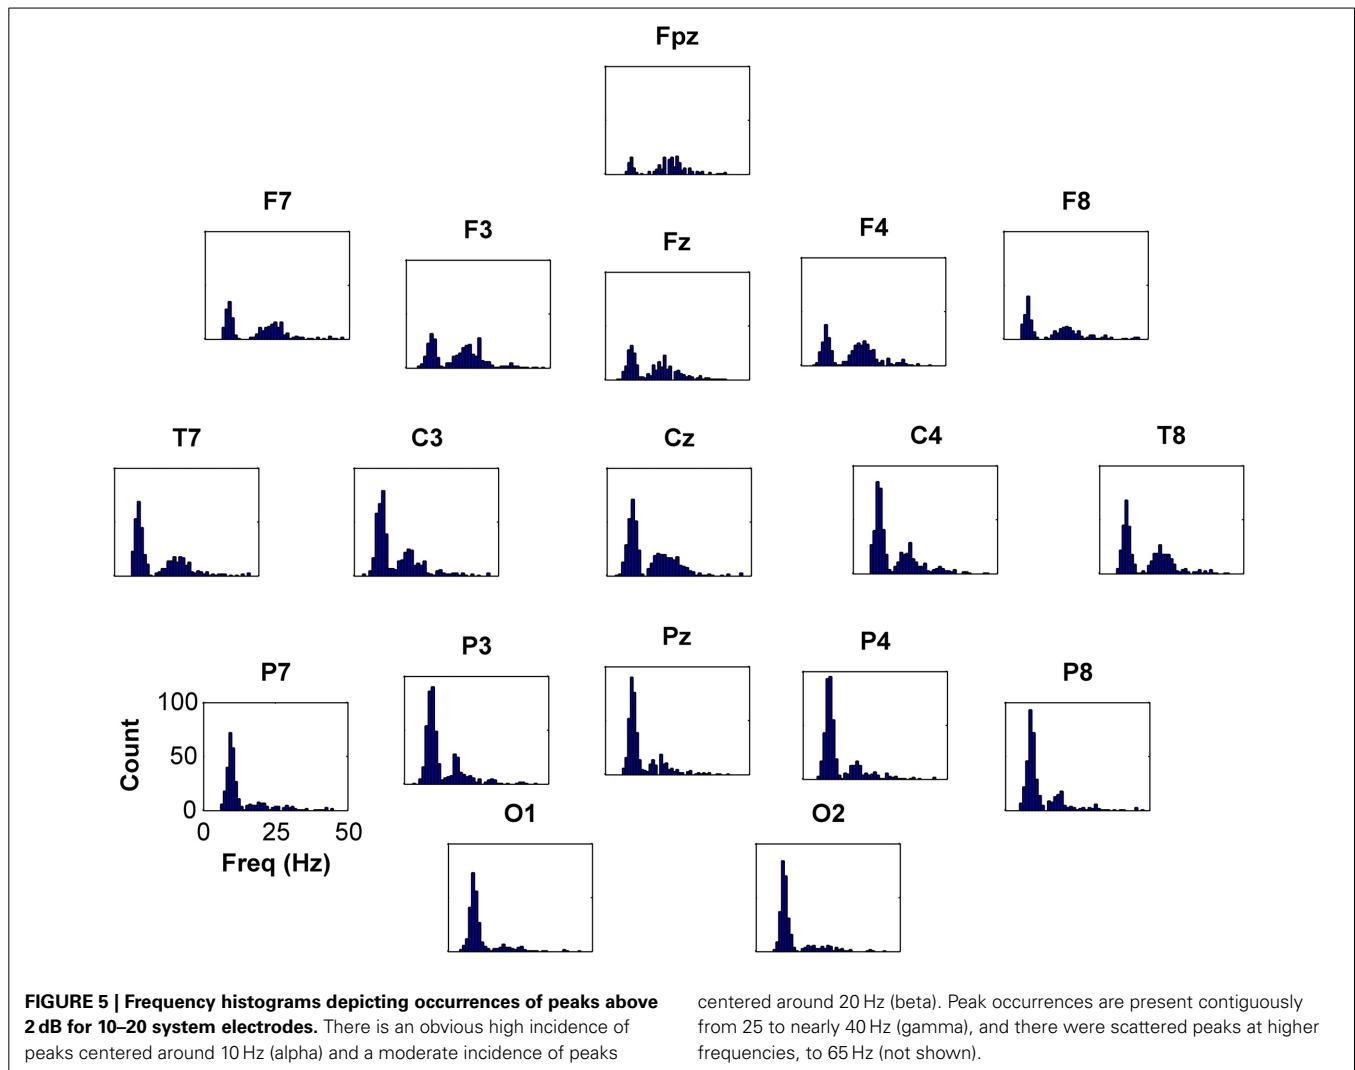 Fpz
F7
F3
Fz
F4
F8
T7
C3
Cz
C4
T8
P7
P3
Pz
P4
P8
100
50
0
Count
0 25 50
Freq (Hz)
O1
O2
FIGURE 5 | Frequency histograms depicting occurrences of peaks above
2 dB for 10–20 system electrodes. There is an obvious high incidence of
peaks centered around 10 Hz (alpha) and a moderate incidence of peaks
centered around 20 Hz (beta). Peak occurrences are present contiguously
from 25 to nearly 40 Hz (gamma), and there were scattered peaks at higher
frequencies, to 65 Hz (not shown).